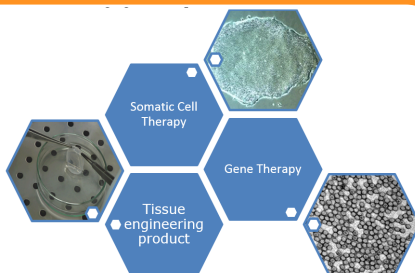 Somatic Cell
Therapy
Gene Therapy
Tissue
engineering
product